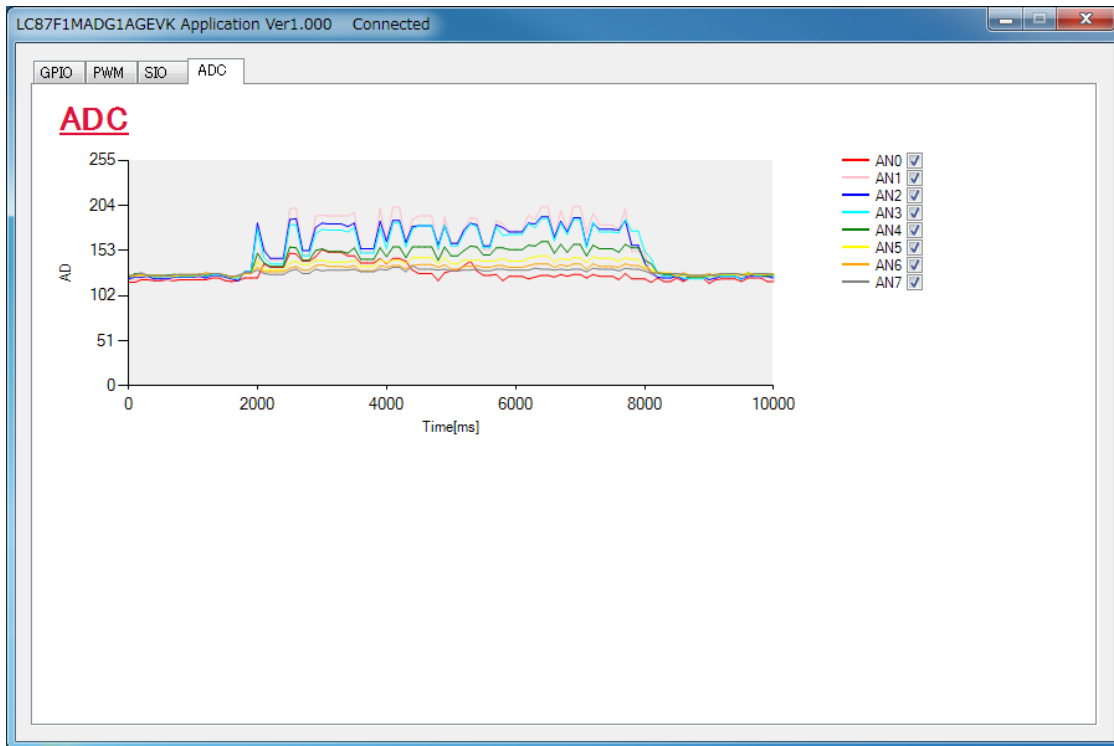 LC87F1MADG1AGEVK Application Ver1.000 Connected
GPIO PWM SIO ADC
ADC
255
204
153
102
51
0
AD
0 2000 4000 6000 8000 10000
Time[ms]
AN0
AN1
AN2
AN3
AN4
AN5
AN6
AN7